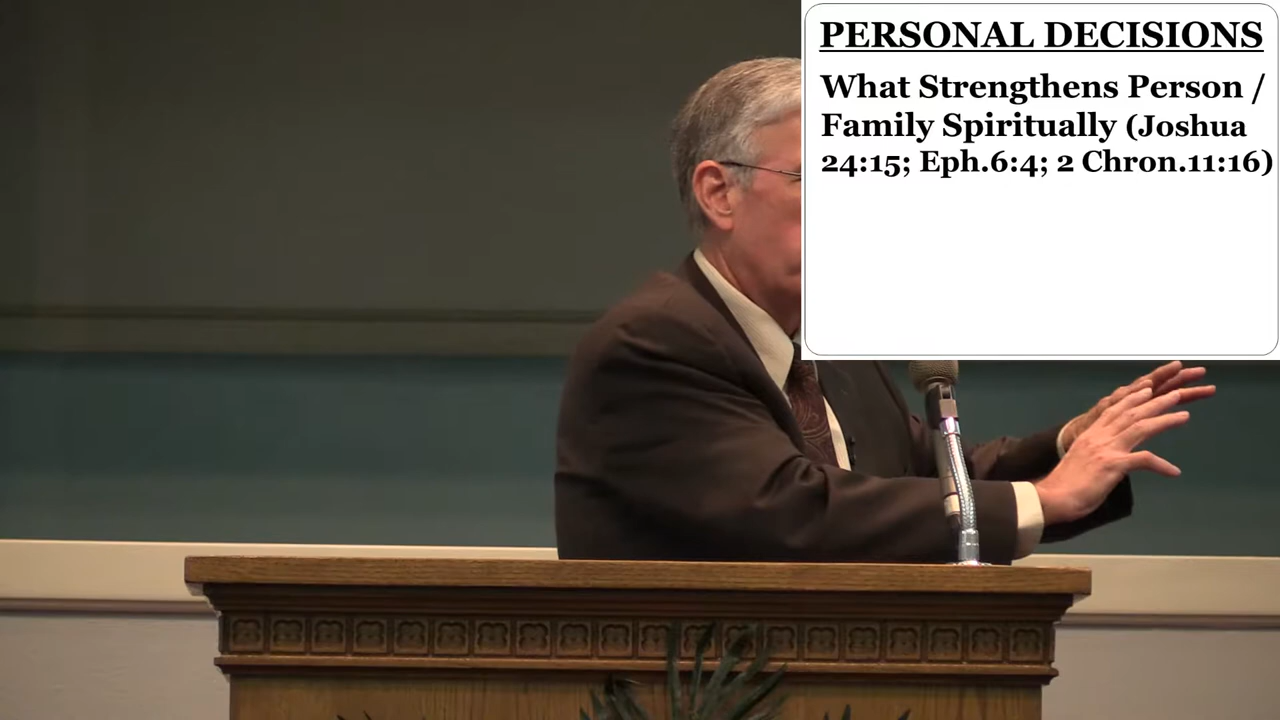 PERSONAL DECISIONS
What Strengthens Person /
Family Spiritually (Joshua
24:15; Eph.6:4; 2 Chron.11:16)